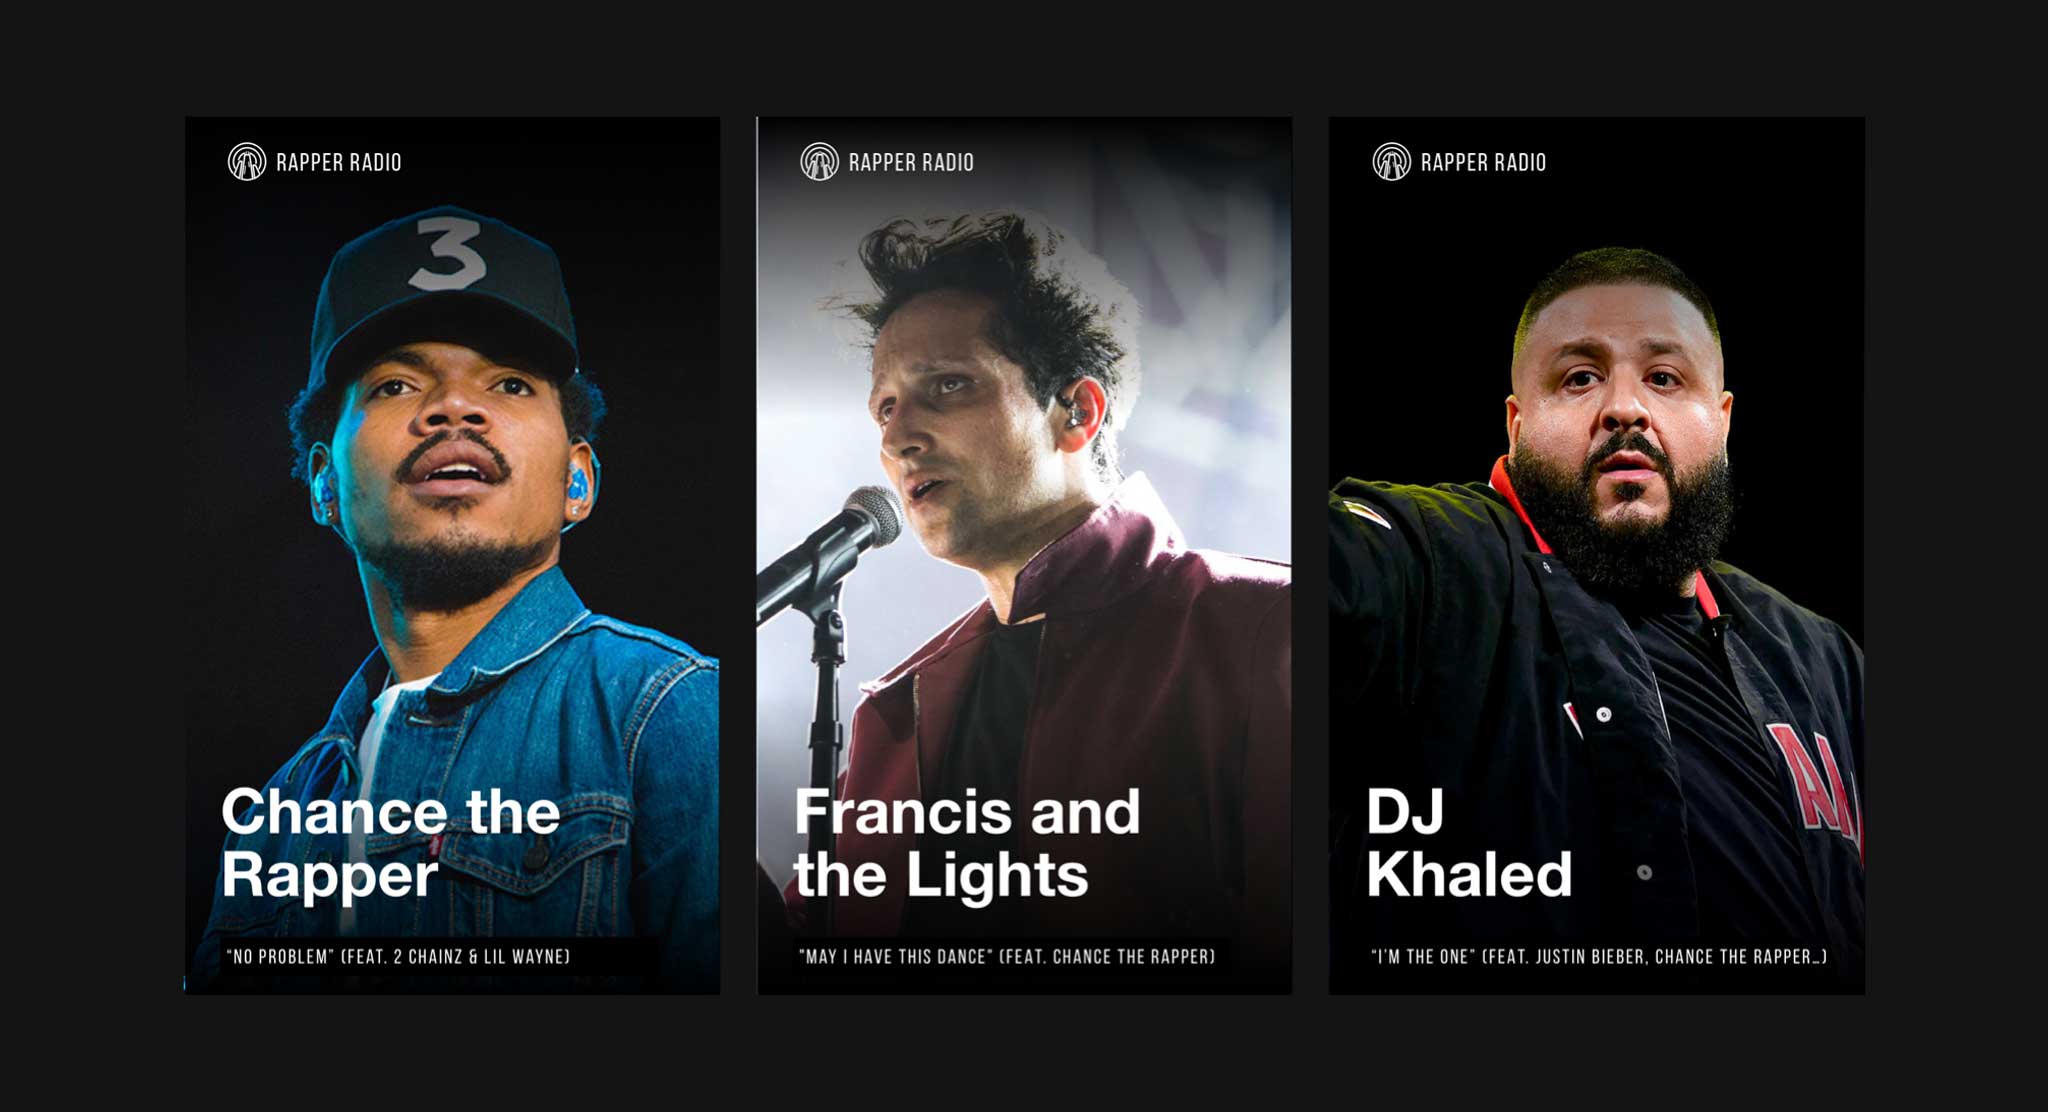 RAPPER RADIO
3
Chance the
Rapper
“NO PROBLEM” (FEAT. 2 CHAINZ & LIL WAYNE)
RAPPER RADIO
Francis and
the Lights
"MAY I HAVE THIS DANCE” (FEAT. CHANCE THE RAPPER)
RAPPER RADIO
DJ
Khaled
“I’M THE ONE” (FEAT. JUSTIN BIEBER, CHANCE THE RAPPER…)